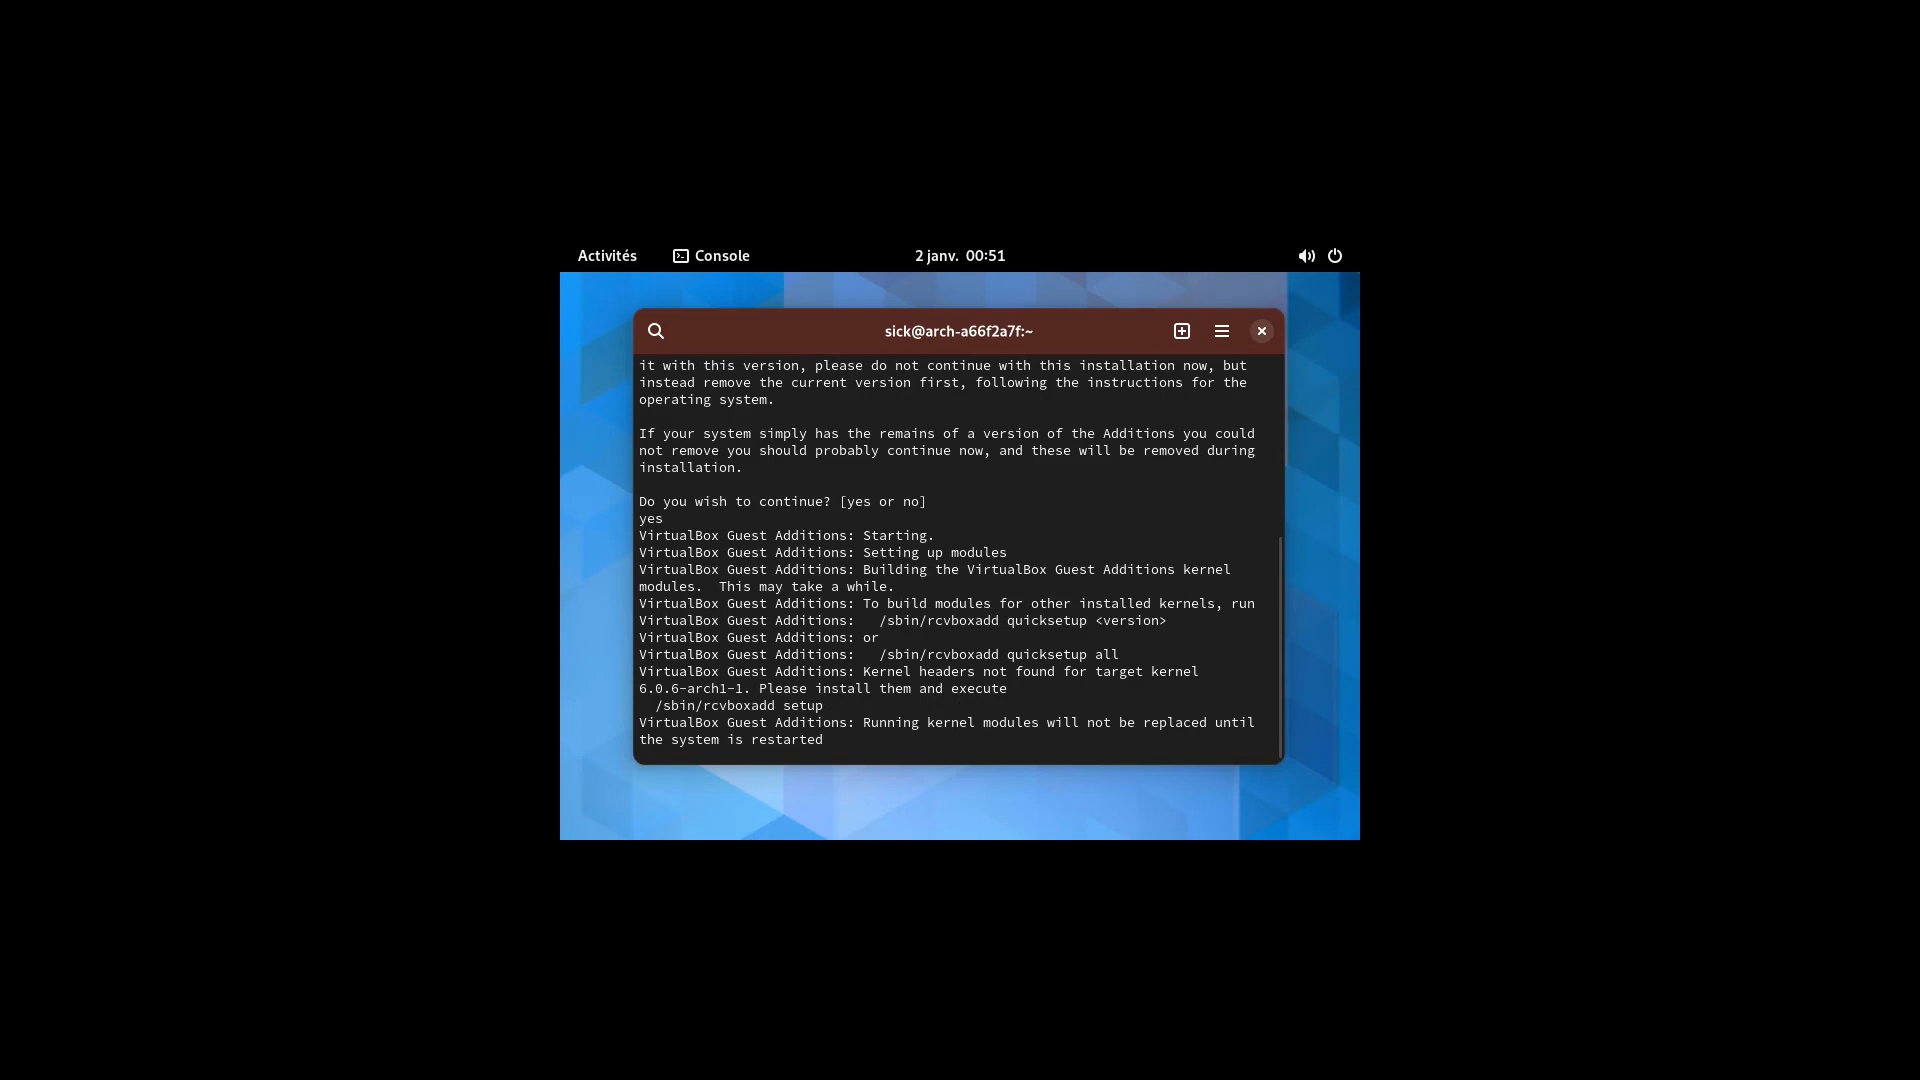 Activités Console 2 janv. 00:51
sick@arch-a66f2a7f:~
it with this version, please do not continue with this installation now, but
instead remove the current version first, following the instructions for the
operating system.
If your system simply has the remains of a version of the Additions you could
not remove you should probably continue now, and these will be removed during
installation.
Do you wish to continue? [yes or no]
yes
VirtualBox Guest Additions: Starting.
VirtualBox Guest Additions: Setting up modules
VirtualBox Guest Additions: Building the VirtualBox Guest Additions kernel
modules.  This may take a while.
VirtualBox Guest Additions: To build modules for other installed kernels, run
VirtualBox Guest Additions:   /sbin/rcvboxadd quicksetup <version>
VirtualBox Guest Additions: or
VirtualBox Guest Additions:   /sbin/rcvboxadd quicksetup all
VirtualBox Guest Additions: Kernel headers not found for target kernel
6.0.6-arch1-1. Please install them and execute
  /sbin/rcvboxadd setup
VirtualBox Guest Additions: Running kernel modules will not be replaced until
the system is restarted